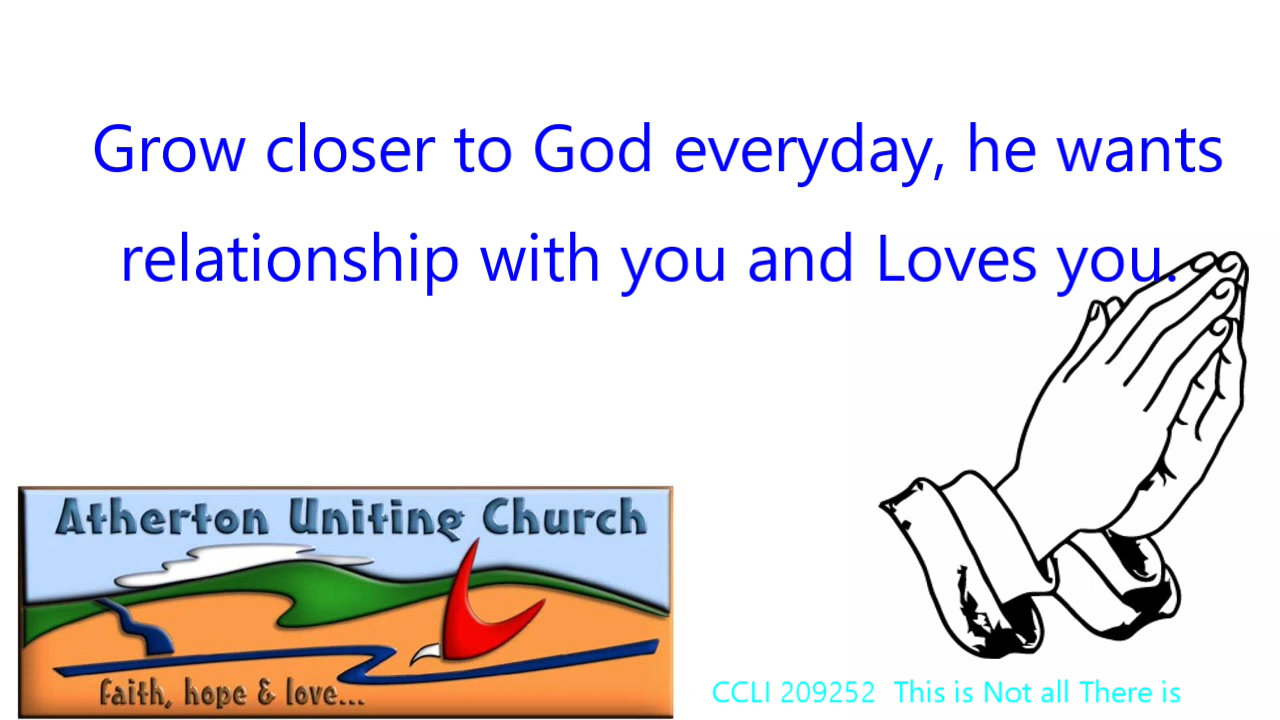 Grow closer to God everyday, he wants
relationship with you and Loves you.
Atherton Uniting Church
faith, hope & love...
CCLI 209252 This is Not all There is